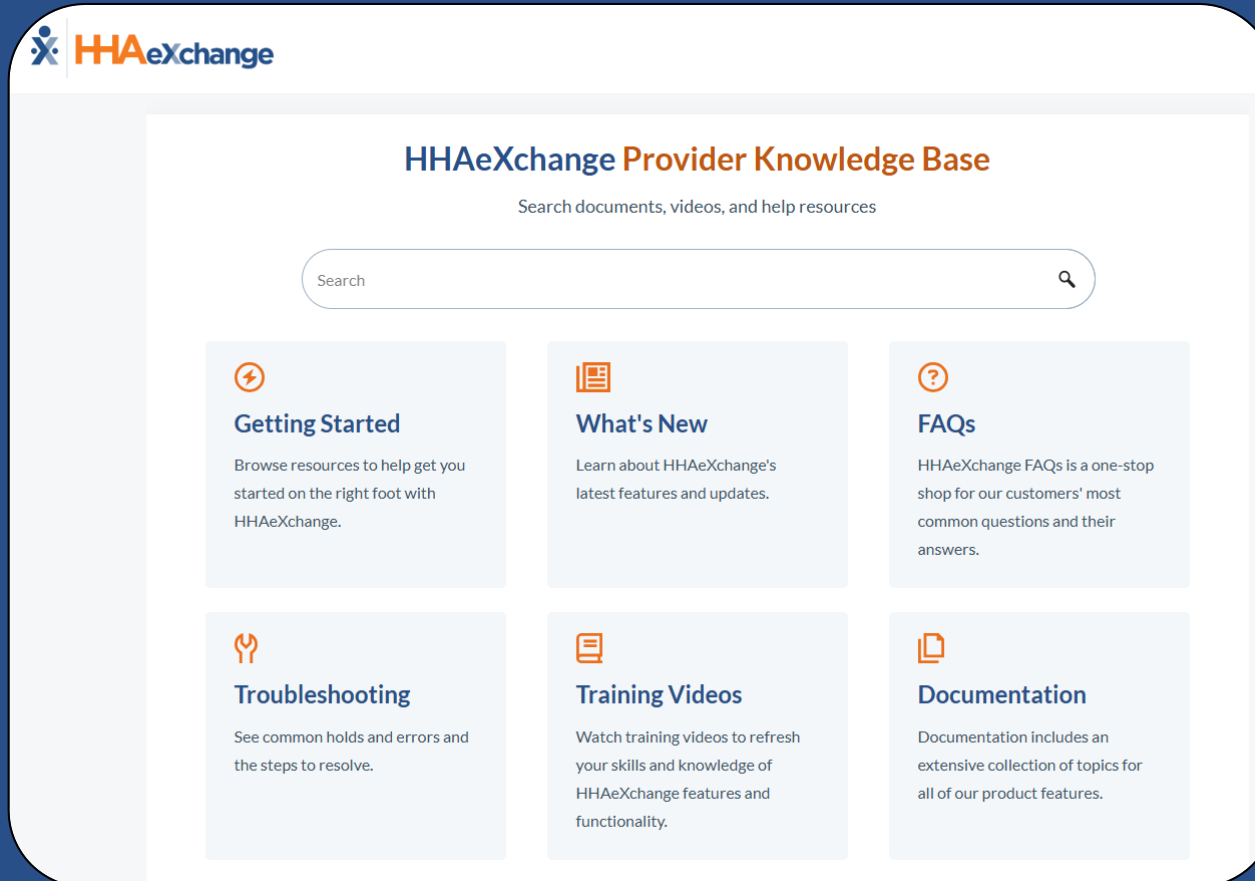 HHAeXchange
HHAeXchange Provider Knowledge Base
Search documents, videos, and help resources
Search
Getting Started
Browse resources to help get you
started on the right foot with
HHAeXchange.
What's New
Learn about HHAeXchange's
latest features and updates.
FAQs
HHAeXchange FAQs is a one-stop
shop for our customers' most
common questions and their
answers.
Troubleshooting
See common holds and errors and
the steps to resolve.
Training Videos
Watch training videos to refresh
your skills and knowledge of
HHAeXchange features and
functionality.
Documentation
Documentation includes an
extensive collection of topics for
all of our product features.